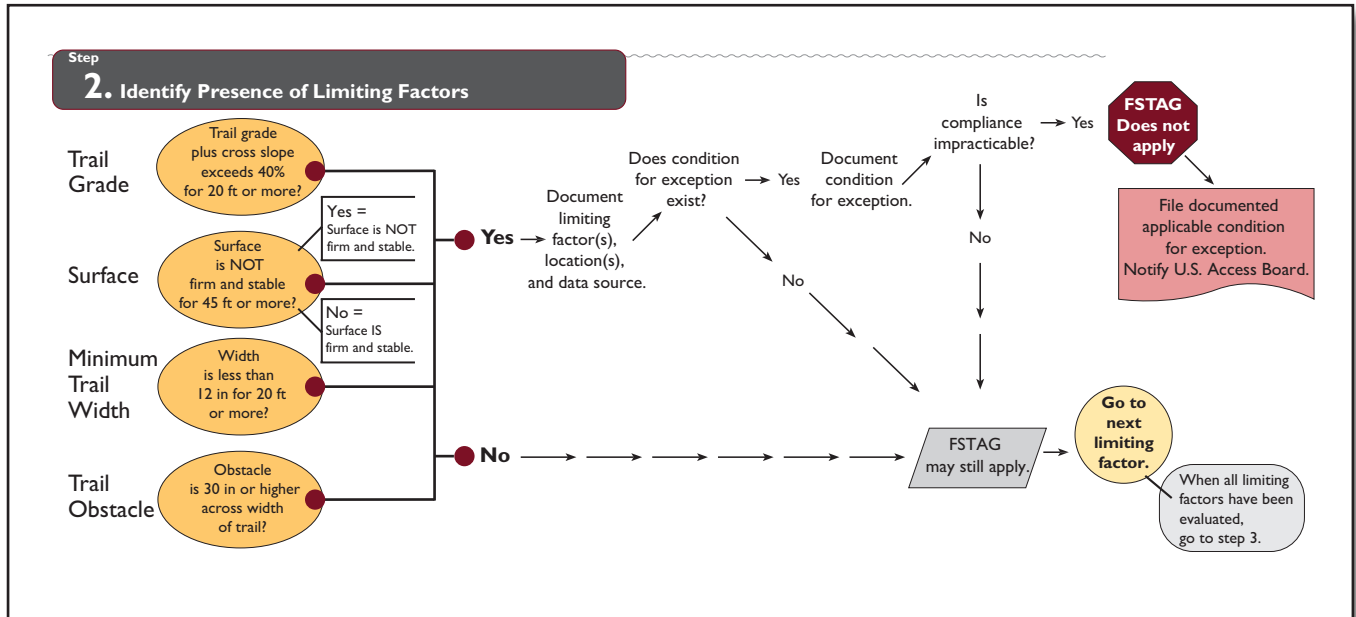 Step
2. Identify Presence of Limiting Factors
Trail
Grade
Trail grade
plus cross slope
exceeds 40%
for 20 ft or more?
Yes =
Surface is NOT
firm and stable.
Surface
Surface
is NOT
firm and stable
for 45 ft or more?
No =
Surface IS
firm and stable.
Minimum
Trail
Width
Width
is less than
12 in for 20 ft
or more?
Trail
Obstacle
Obstacle
is 30 in or higher
across width
of trail?
Yes
Document
limiting
factor(s),
location(s),
and data source.
Does condition
for exception
exist?
Yes
No
Document
condition
for exception.
Is
compliance
impracticable?
Yes
No
FSTAG
Does not
apply
File documented
applicable condition
for exception.
Notify U.S. Access Board.
No
FSTAG
may still apply.
Go to
next
limiting
factor.
When all limiting
factors have been
evaluated,
go to step 3.